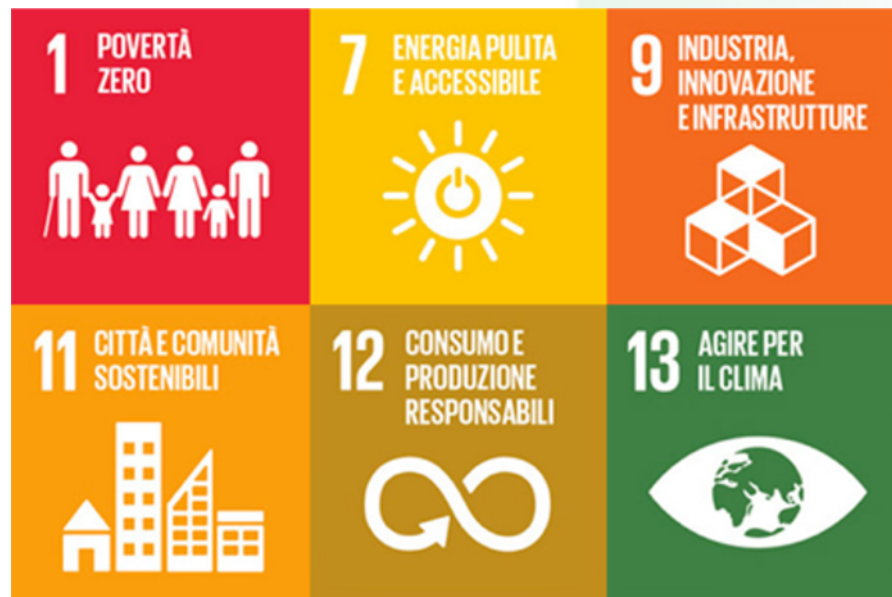 1 POVERTÀ
ZERO
7 ENERGIA PULITA
E ACCESSIBILE
9 INDUSTRIA,
INNOVAZIONE
E INFRASTRUTTURE
11 CITTÀ E COMUNITÀ
SOSTENIBILI
12 CONSUMO E
PRODUZIONE
RESPONSABILI
13 AGIRE PER
IL CLIMA